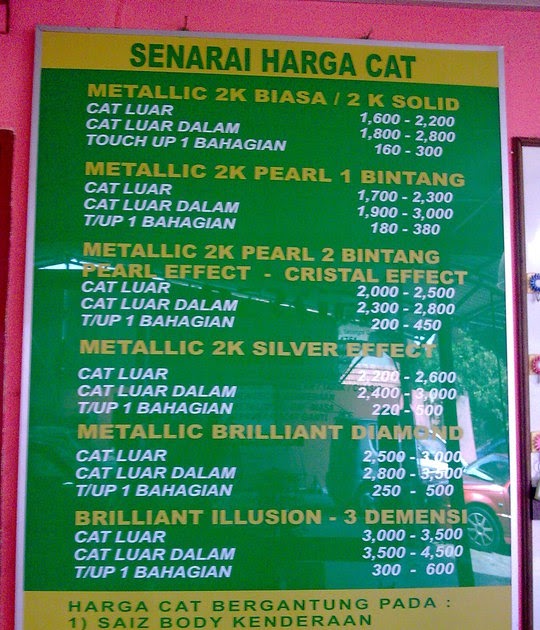 SENARAI HARGA CAT
METALLIC 2K BIASA / 2 K SOLID
CAT LUAR 1,600 - 2,200
CAT LUAR DALAM 1,800 - 2,800
TOUCH UP 1 BAHAGIAN 160 - 300
METALLIC 2K PEARL 1 BINTANG
CAT LUAR 1,700 - 2,300
CAT LUAR DALAM 1,900 - 3,000
T/UP 1 BAHAGIAN 180 - 380
METALLIC 2K PEARL 2 BINTANG
PEARL EFFECT - CRISTAL EFFECT
CAT LUAR 2,000 - 2,500
CAT LUAR DALAM 2,300 - 2,800
T/UP 1 BAHAGIAN 200 - 450
METALLIC 2K SILVER EFFECT
CAT LUAR 2,200 - 2,600
CAT LUAR DALAM 2,400 - 3,000
T/UP 1 BAHAGIAN 220 - 500
METALLIC BRILLIANT DIAMOND
CAT LUAR 2,500 - 3,000
CAT LUAR DALAM 2,800 - 3,500
T/UP 1 BAHAGIAN 250 - 500
BRILLIANT ILLUSION - 3 DEMENSI
CAT LUAR 3,000 - 3,500
CAT LUAR DALAM 3,500 - 4,500
T/UP 1 BAHAGIAN 300 - 600
HARGA CAT BERGANTUNG PADA :
1) SAIZ BODY KENDERAAN